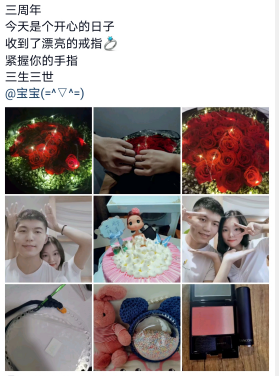 三周年
今天是个开心的日子
收到了漂亮的戒指💍
紧握你的手指
三生三世
@宝宝(=^▽^=)